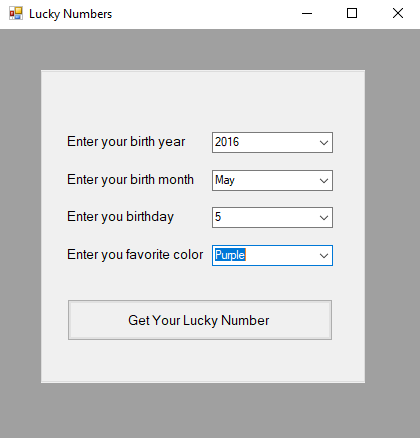 Lucky Numbers
Enter your birth year 2016
Enter your birth month May
Enter you birthday 5
Enter you favorite color Purple
Get Your Lucky Number